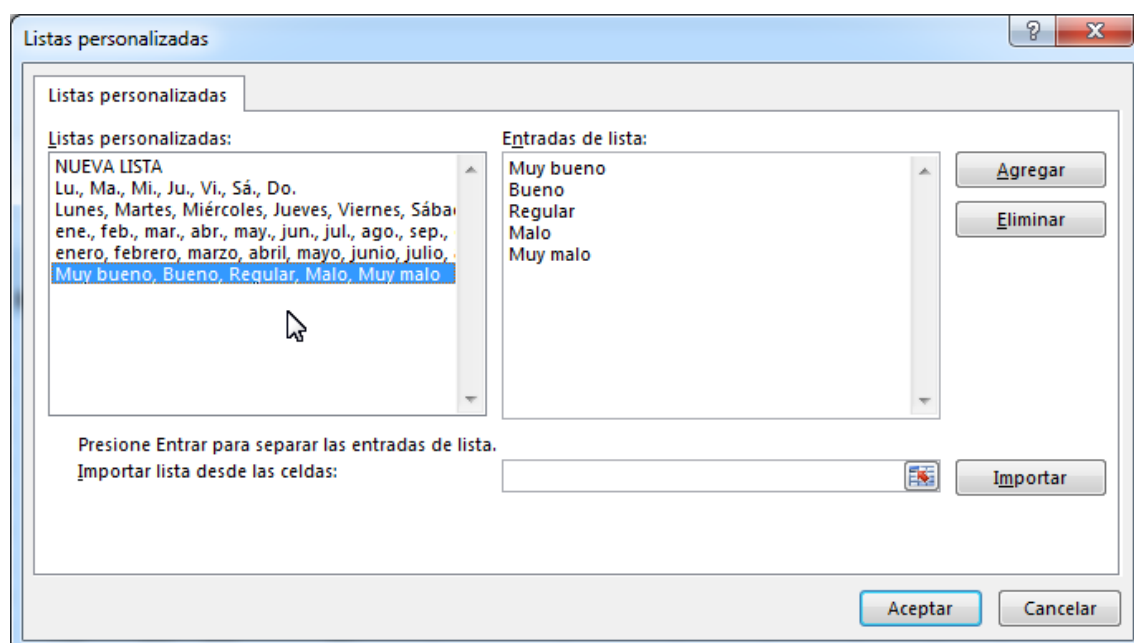 Listas personalizadas
Listas personalizadas
Listas personalizadas:
NUEVA LISTA
Lu., Ma., Mi., Ju., Vi., Sá., Do.
Lunes, Martes, Miércoles, Jueves, Viernes,
ene., feb., mar., abr., may., jun., jul., ago., sep.,
enero, febrero, marzo, abril, mayo, junio, julio,
Muy bueno, Bueno, Regular, Malo, Muy malo
Entradas de lista:
Muy bueno
Bueno
Regular
Malo
Muy malo
Agregar
Eliminar
Presione Entrar para separar las entradas de lista.
Importar lista desde las celdas:
Importar
Aceptar
Cancelar